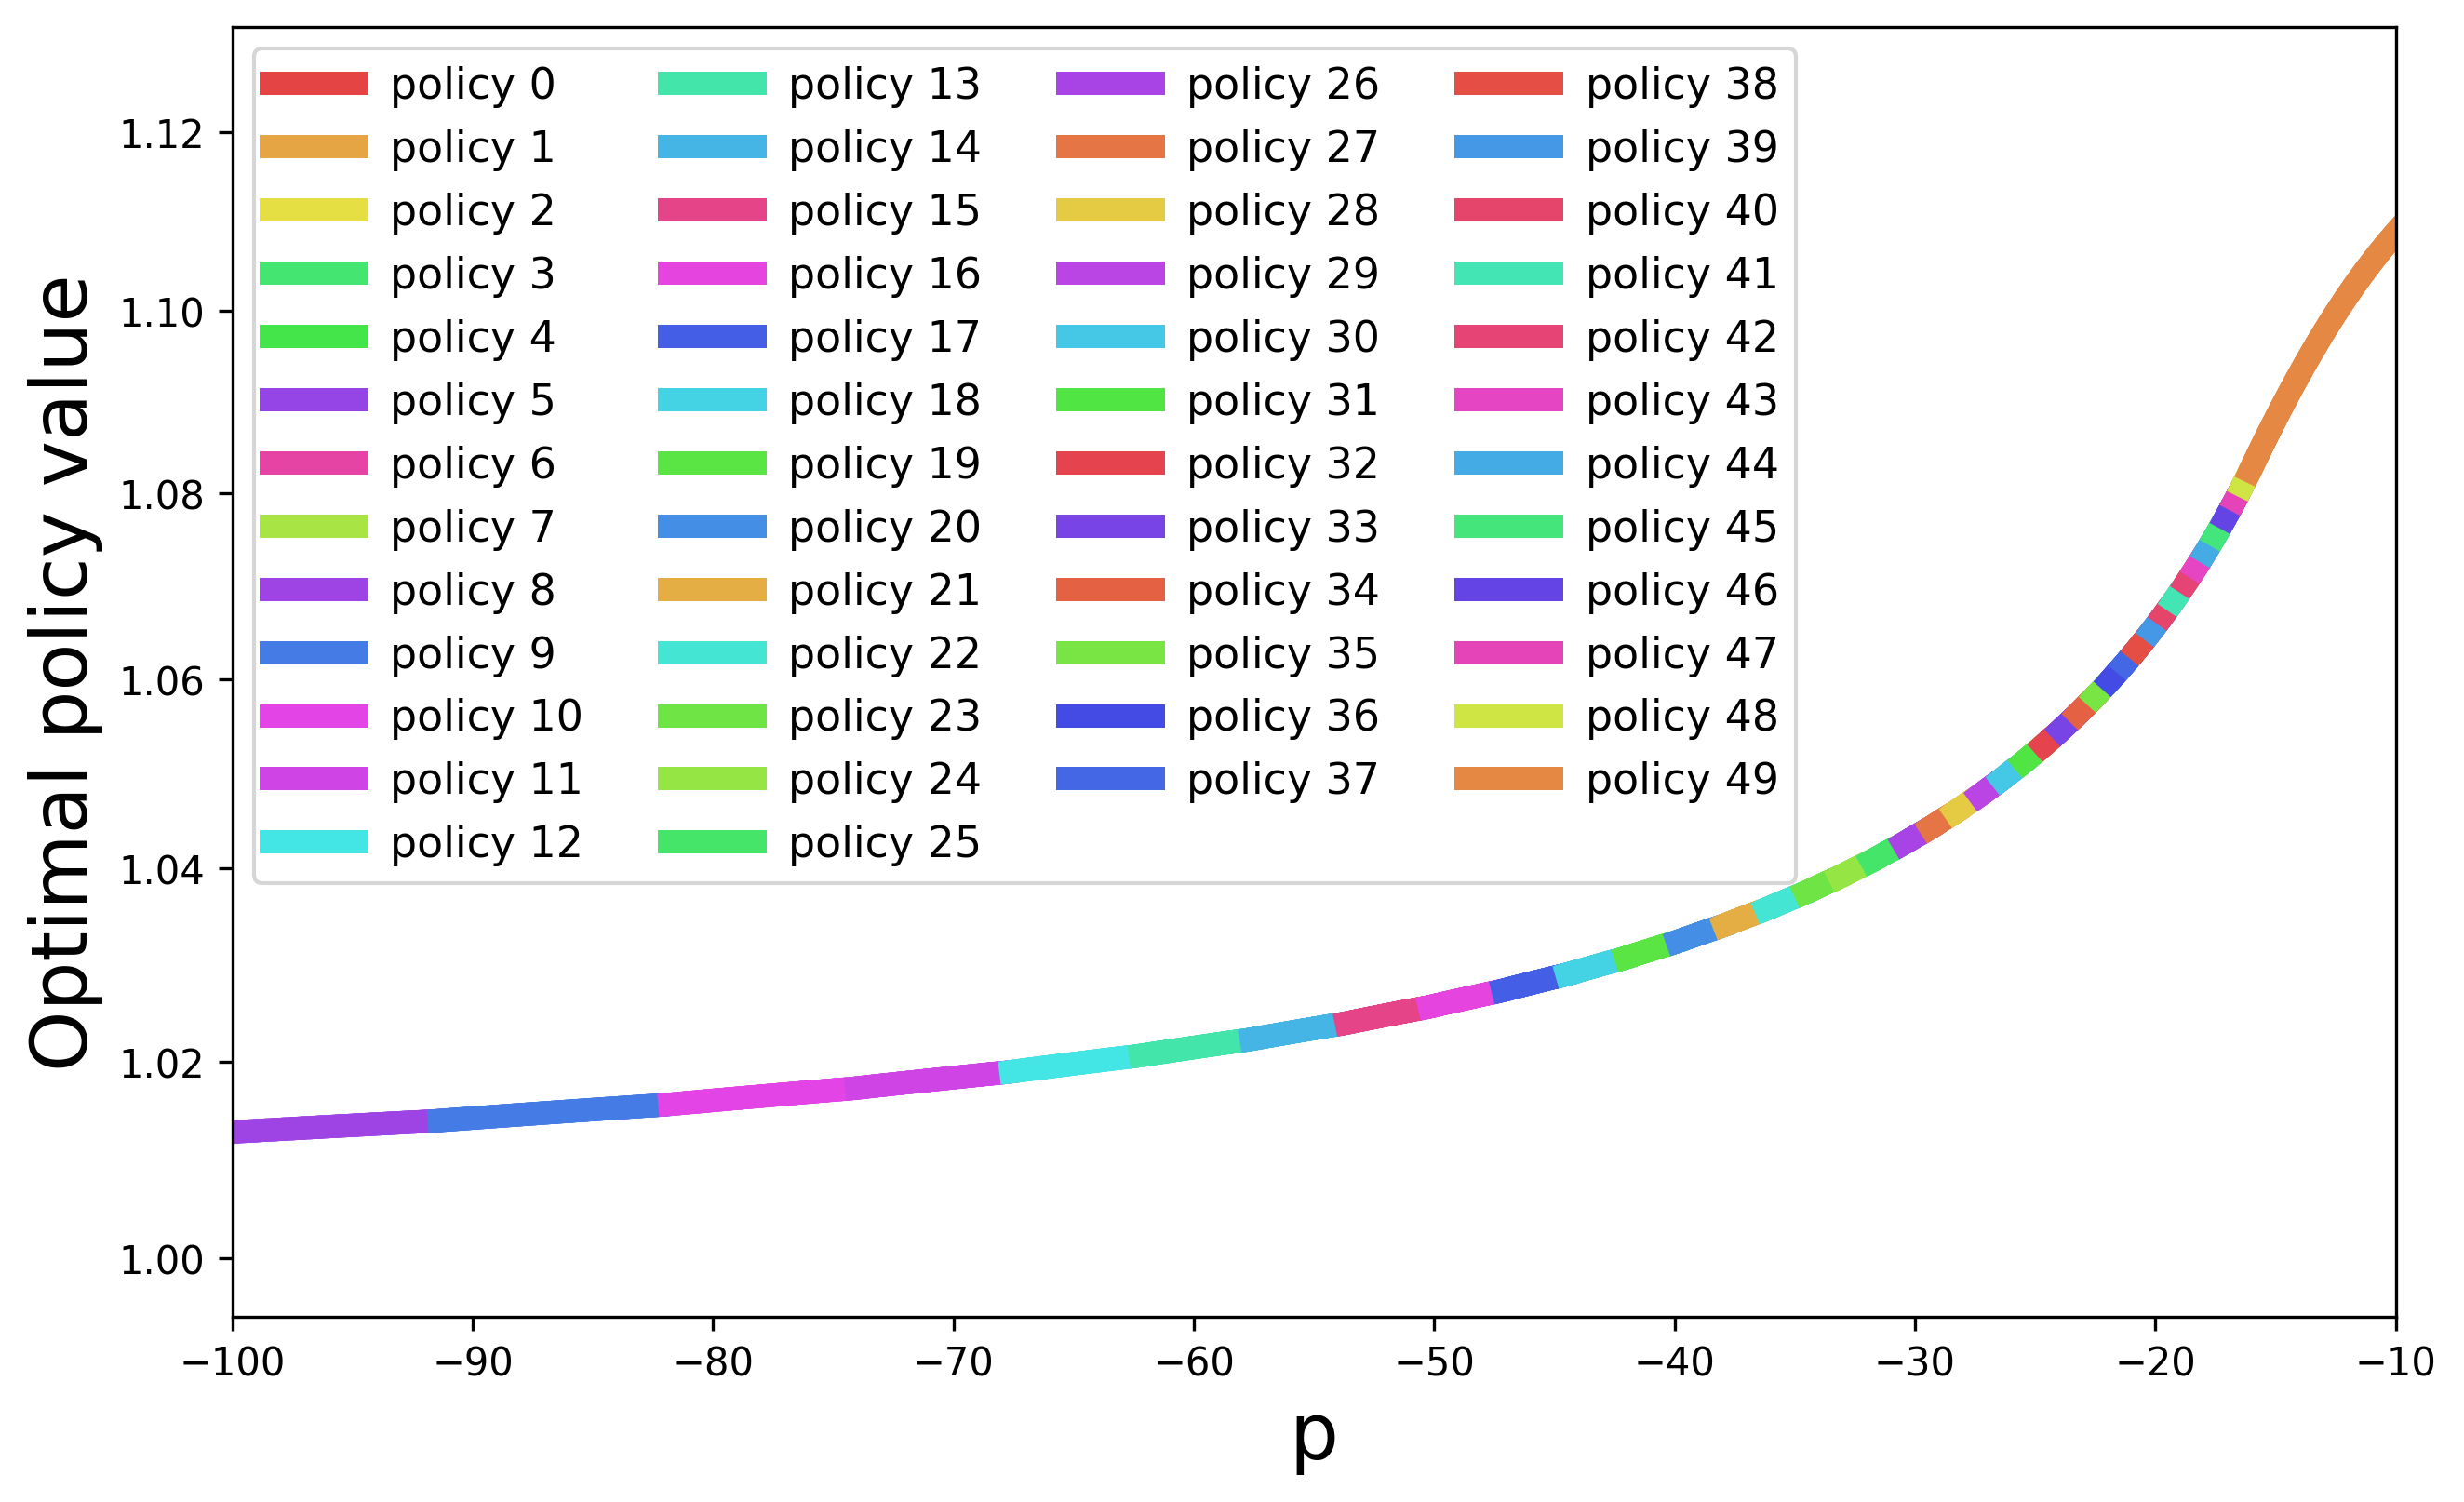 Optimal policy value
1.12
1.10
1.08
1.06
1.04
1.02
1.00
policy 0
policy 1
policy 2
policy 3
policy 4
policy 5
policy 6
policy 7
policy 8
policy 9
policy 10
policy 11
policy 12
policy 13
policy 14
policy 15
policy 16
policy 17
policy 18
policy 19
policy 20
policy 21
policy 22
policy 23
policy 24
policy 25
policy 26
policy 27
policy 28
policy 29
policy 30
policy 31
policy 32
policy 33
policy 34
policy 35
policy 36
policy 37
policy 38
policy 39
policy 40
policy 41
policy 42
policy 43
policy 44
policy 45
policy 46
policy 47
policy 48
policy 49
−100 −90 −80 −70 −60 −50 −40 −30 −20 −10
p